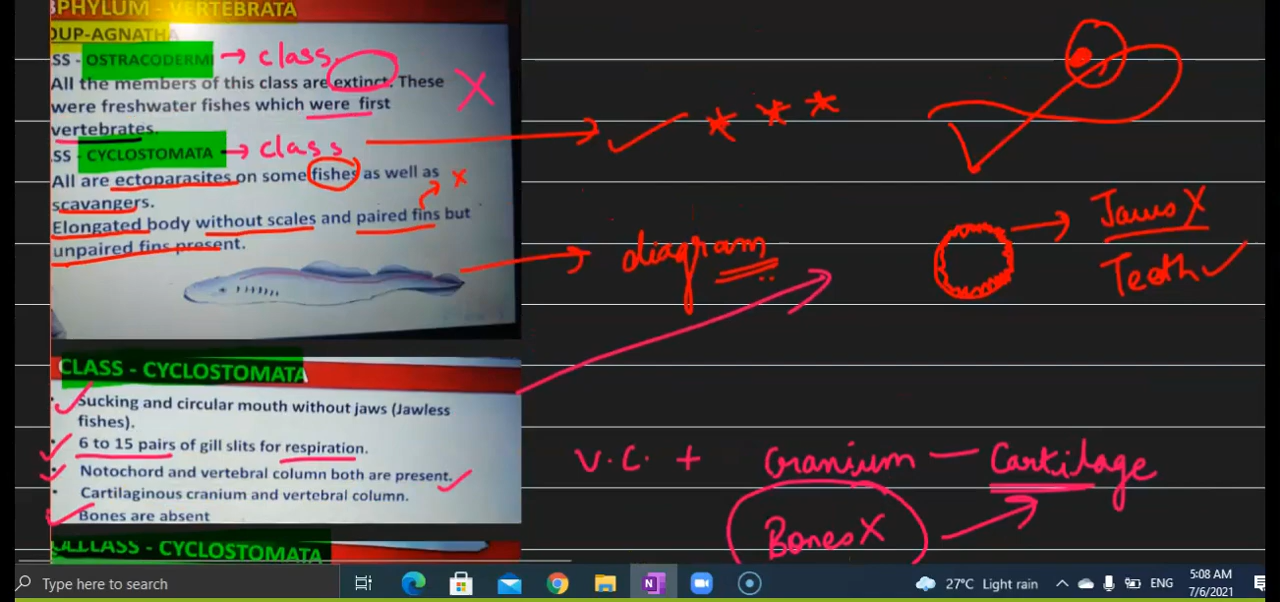 PHYLUM - VERTEBRATA
OUP-AGNATHA
SS - OSTRACODERMI → class
All the members of this class are extinct. These X
were freshwater fishes which were first
vertebrates.
SS - CYCLOSTOMATA → class
All are ectoparasites on some fishes as well as x
scavangers.
Elongated body without scales and paired fins but
unpaired fins present.
diagram
Jaws X
Teeth ✓
CLASS - CYCLOSTOMATA
Sucking and circular mouth without jaws (Jawless
fishes).
6 to 15 pairs of gill slits for respiration.
Notochord and vertebral column both are present.
Cartilaginous cranium and vertebral column.
Bones are absent
V.C. + Cranium — Cartilage
Bones X
CLASS - CYCLOSTOMATA
Type here to search
27°C Light rain
ENG
5:08 AM
7/6/2021